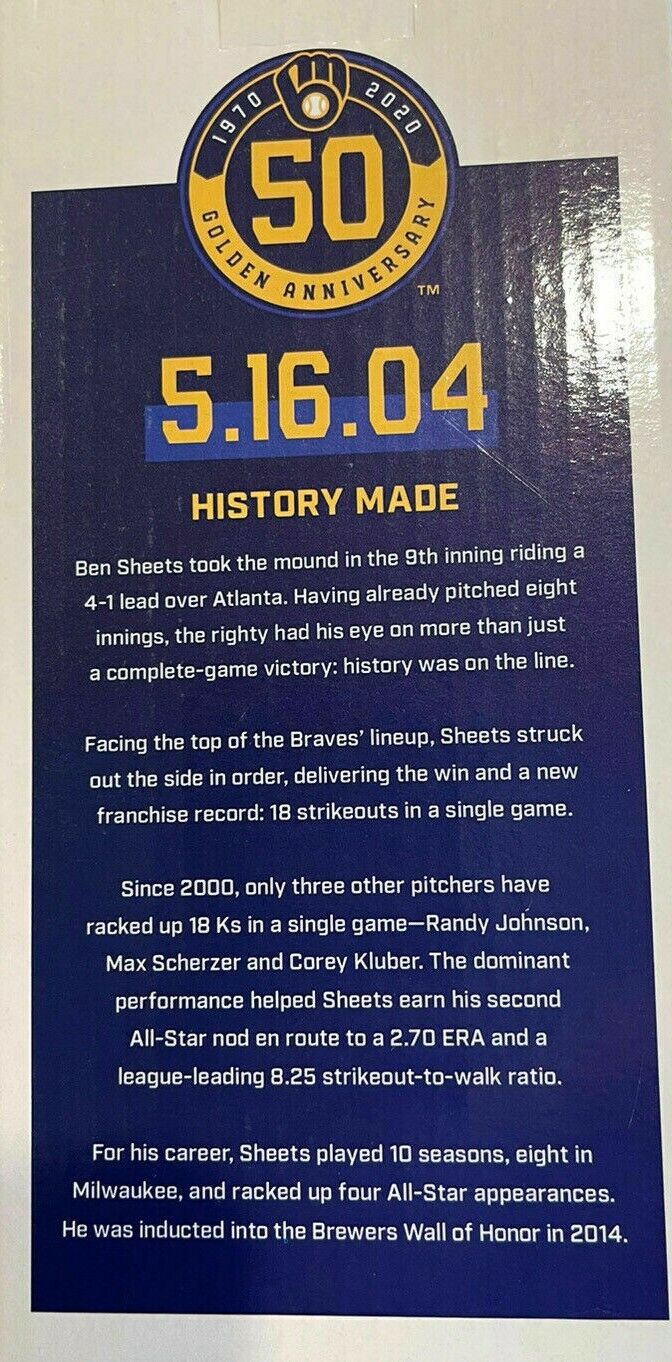 1970 2020
50
GOLDEN ANNIVERSARY
TM
5.16.04
HISTORY MADE
Ben Sheets took the mound in the 9th inning riding a
4-1 lead over Atlanta. Having already pitched eight
innings, the righty had his eye on more than just
a complete-game victory: history was on the line.
Facing the top of the Braves' lineup, Sheets struck
out the side in order, delivering the win and a new
franchise record: 18 strikeouts in a single game.
Since 2000, only three other pitchers have
racked up 18 Ks in a single game—Randy Johnson,
Max Scherzer and Corey Kluber. The dominant
performance helped Sheets earn his second
All-Star nod en route to a 2.70 ERA and a
league-leading 8.25 strikeout-to-walk ratio.
For his career, Sheets played 10 seasons, eight in
Milwaukee, and racked up four All-Star appearances.
He was inducted into the Brewers Wall of Honor in 2014.